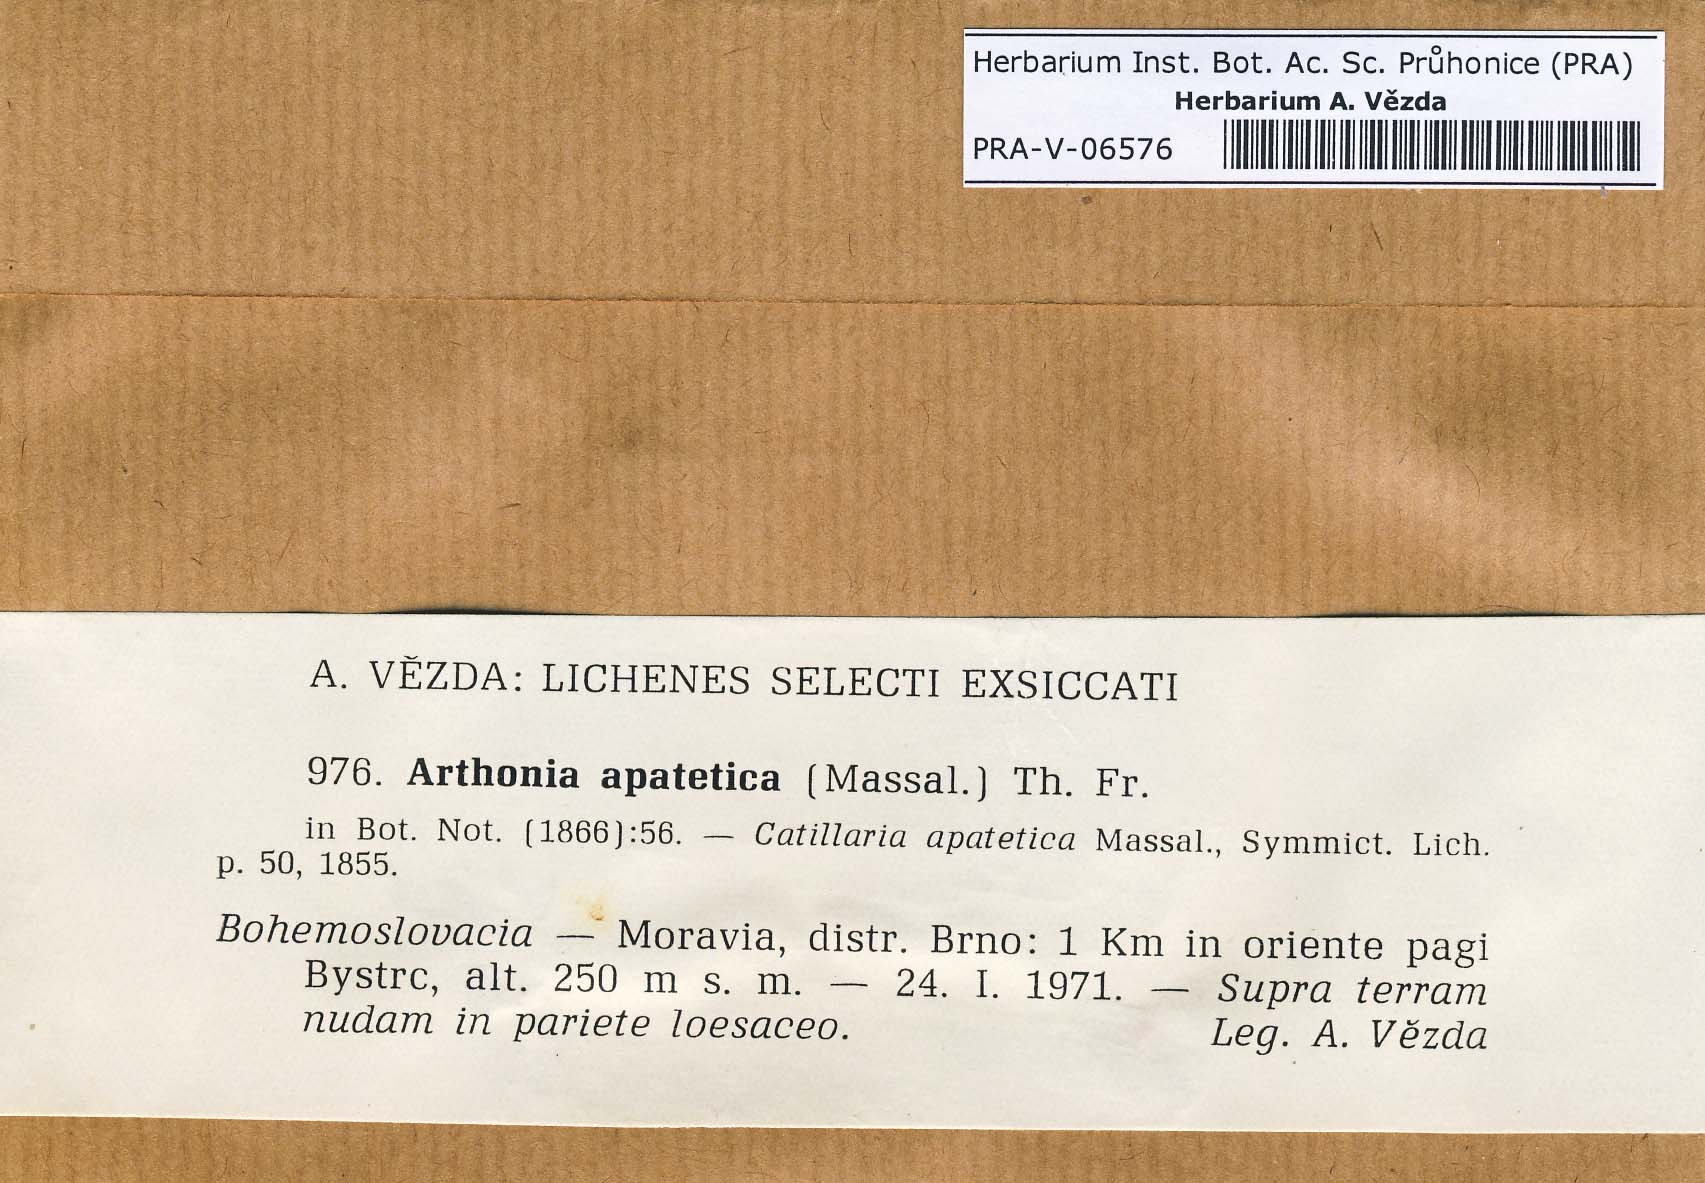 Herbarium Inst. Bot. Ac. Sc. Průhonice (PRA)
Herbarium A. Vězda
PRA-V-06576
A. VĚZDA: LICHENES SELECTI EXSICCATI
976. Arthonia apatetica (Massal.) Th. Fr.
in Bot. Not. (1866):56. — Catillaria apatetica Massal., Symmict. Lich.
p. 50, 1855.
Bohemoslovacia — Moravia, distr. Brno: 1 Km in oriente pagi
Bystrc, alt. 250 m s. m. — 24. I. 1971. — Supra terram
nudam in pariete loesaceo. Leg. A. Vězda